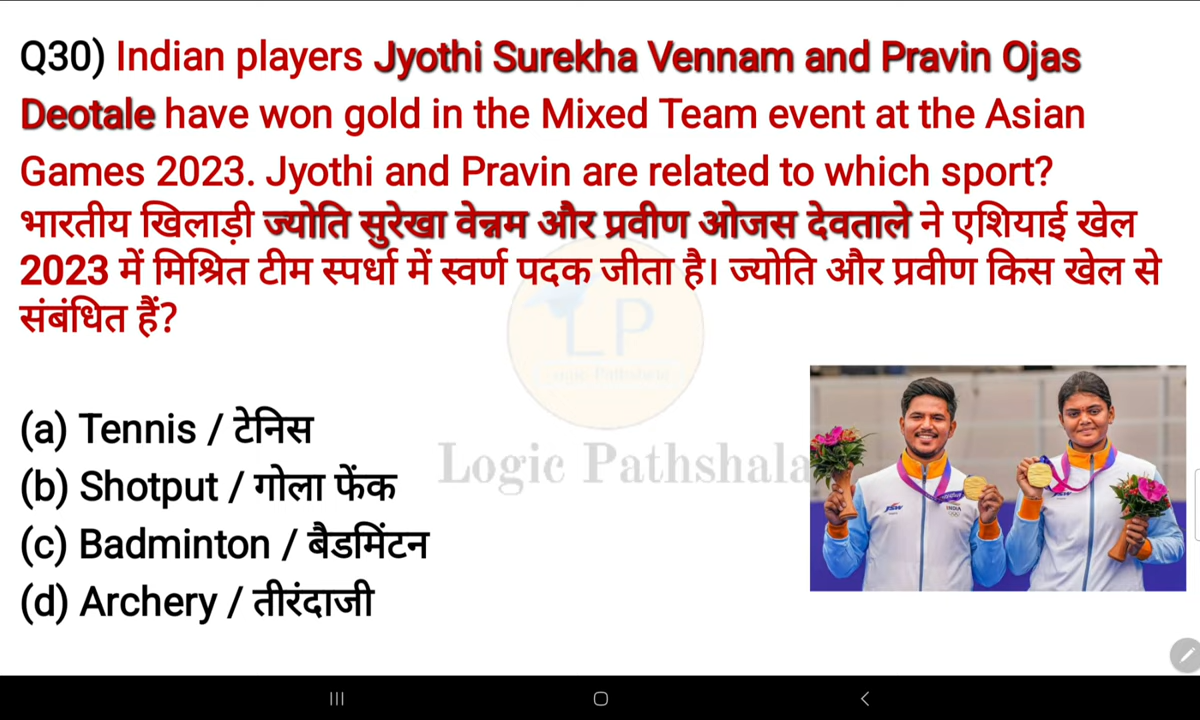 Q30) Indian players Jyothi Surekha Vennam and Pravin Ojas
Deotale have won gold in the Mixed Team event at the Asian
Games 2023. Jyothi and Pravin are related to which sport?
भारतीय खिलाड़ी ज्योति सुरेखा वेन्नम और प्रवीण ओजस देवताले ने एशियाई खेल
2023 में मिश्रित टीम स्पर्धा में स्वर्ण पदक जीता है। ज्योति और प्रवीण किस खेल से
संबंधित हैं?
LP
Logic Pathshala
(a) Tennis / टेनिस
(b) Shotput / गोला फेंक
(c) Badminton / बैडमिंटन
(d) Archery / तीरंदाजी
JSW
INDIA